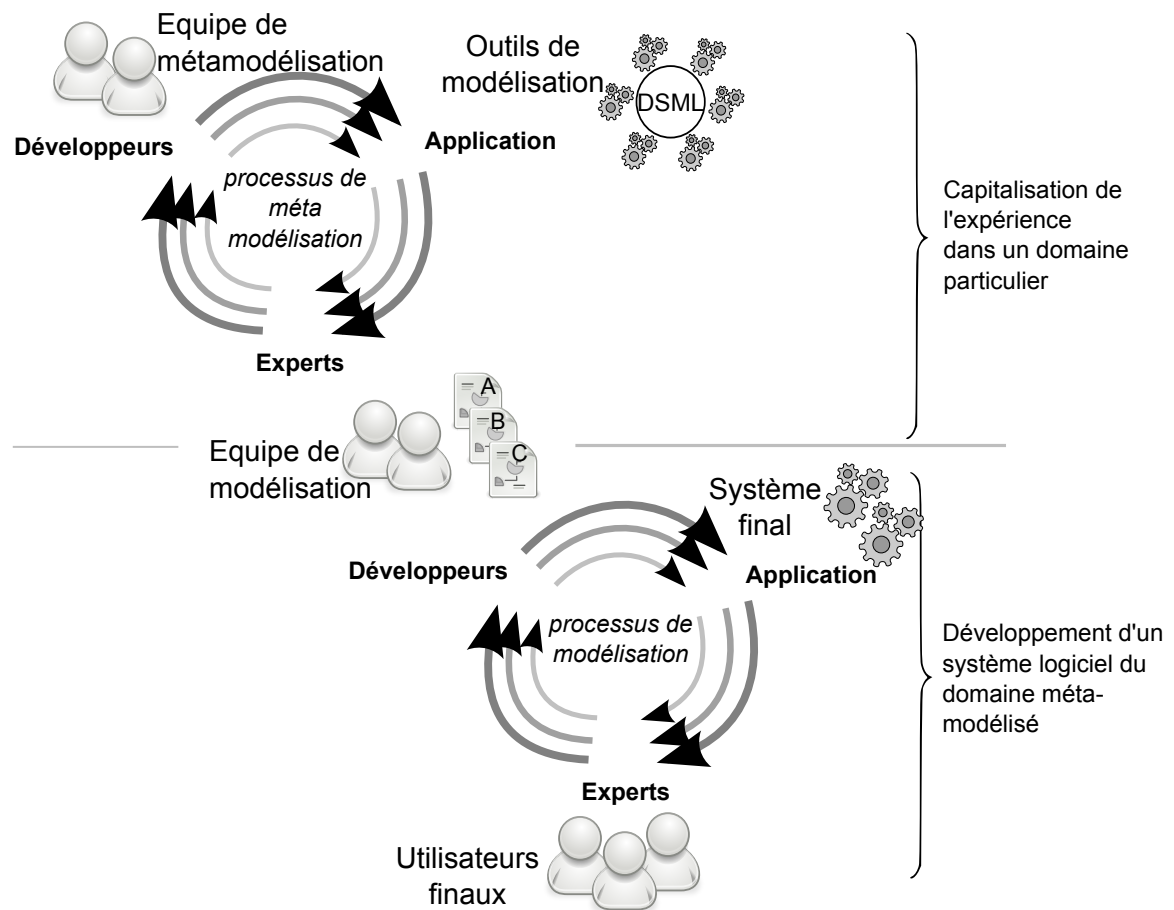 Equipe de
métamodélisation
Outils de
modélisation
DSML
Développeurs
Application
processus de
méta
modélisation
Experts
Capitalisation de
l'expérience
dans un domaine
particulier
A
B
C
Equipe de
modélisation
Système
final
Développeurs
Application
processus de
modélisation
Experts
Développement d'un
système logiciel du
domaine méta-
modélisé
Utilisateurs
finaux